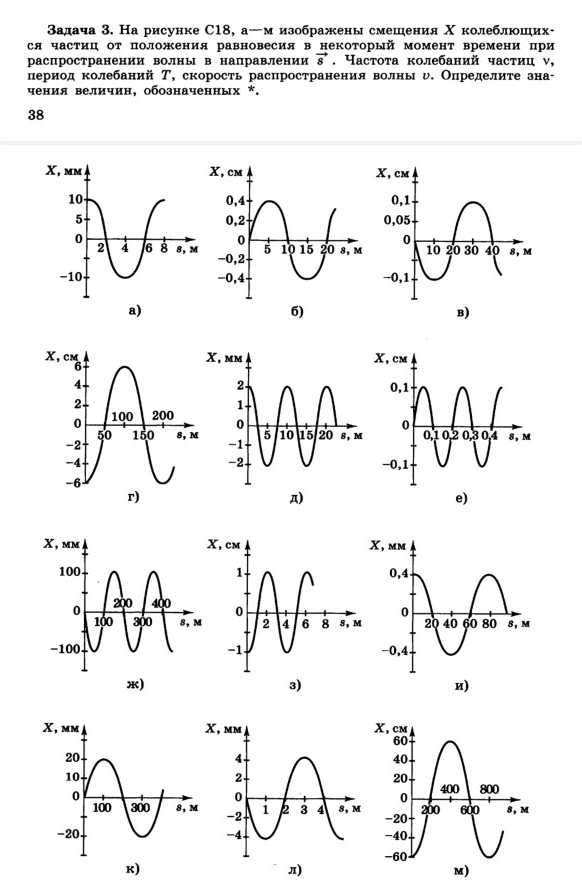 Задача 3. На рисунке С18, а—м изображены смещения X колеблющих-
ся частиц от положения равновесия в некоторый момент времени при
распространении волны в направлении s⃗ . Частота колебаний частиц ν,
период колебаний T, скорость распространения волны υ. Определите зна-
чения величин, обозначенных *.
38
X, мм
10
5
0
-10
2 4 6 8 s, м
а)
X, см
0,4
0,2
0
-0,2
-0,4
5 10 15 20 s, м
б)
X, см
0,1
0,05
0
-0,1
10 20 30 40 s, м
в)
X, см
6
4
2
0
-2
-4
-6
100 200
50 150 s, м
г)
X, мм
2
1
0
-1
-2
5 10 15 20 s, м
д)
X, см
0,1
0
-0,1
0,1 0,2 0,3 0,4 s, м
е)
X, мм
100
0
-100
200 400
100 300 s, м
ж)
X, см
1
0
-1
2 4 6 8 s, м
з)
X, мм
0,4
0
-0,4
20 40 60 80 s, м
и)
X, мм
20
10
0
-20
100 300 s, м
к)
X, мм
4
2
0
-2
-4
1 2 3 4 s, м
л)
X, см
60
40
20
0
-20
-40
-60
400 800
200 600 s, м
м)